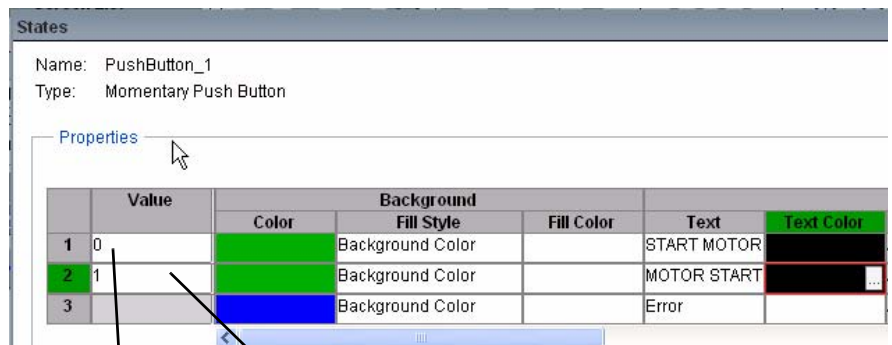 States
Name: PushButton_1
Type: Momentary Push Button
Properties
Value Background
Color Fill Style Fill Color Text Text Color
1 0 Background Color START MOTOR
2 1 Background Color MOTOR START ...
3 Background Color Error